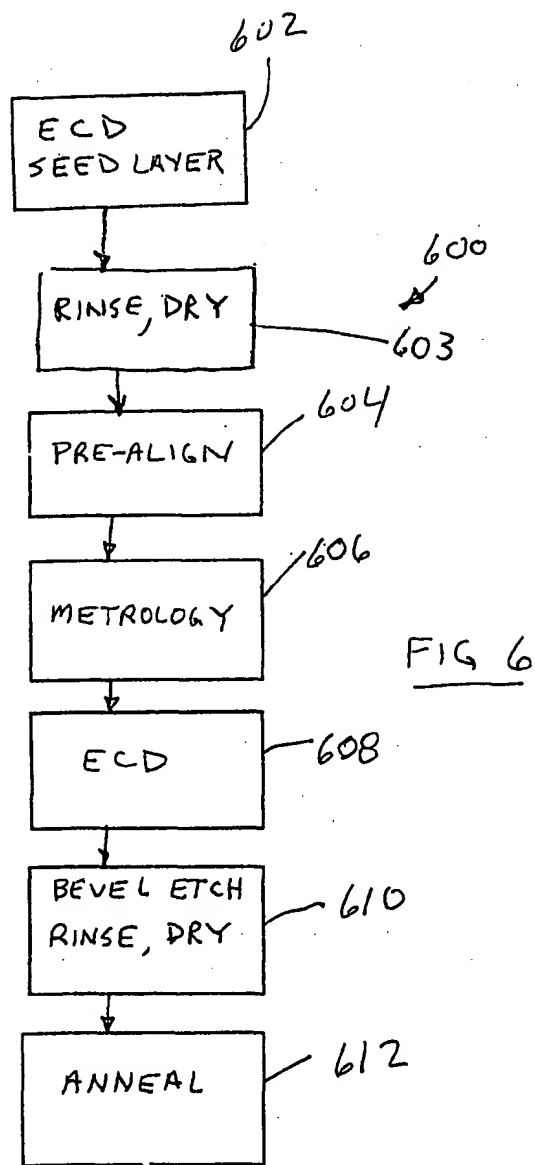 602
ECD
SEED LAYER
600
RINSE, DRY
603
604
PRE-ALIGN
606
METROLOGY
FIG 6
ECD
608
BEVEL ETCH
RINSE, DRY
610
ANNEAL
612